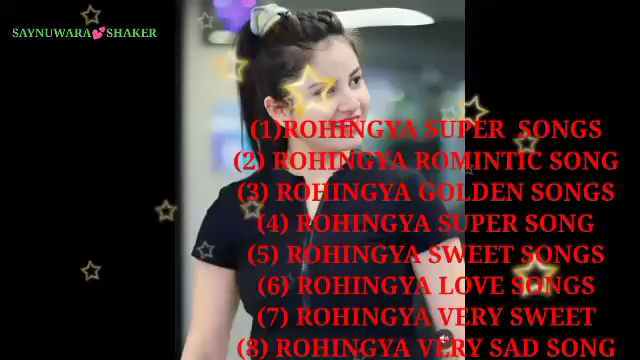 SAYNUWARA💕SHAKER
(1)ROHINGYA SUPER SONGS
(2) ROHINGYA ROMINTIC SONG
(3) ROHINGYA GOLDEN SONGS
(4) ROHINGYA SUPER SONG
(5) ROHINGYA SWEET SONGS
(6) ROHINGYA LOVE SONGS
(7) ROHINGYA VERY SWEET
(8) ROHINGYA VERY SAD SONG